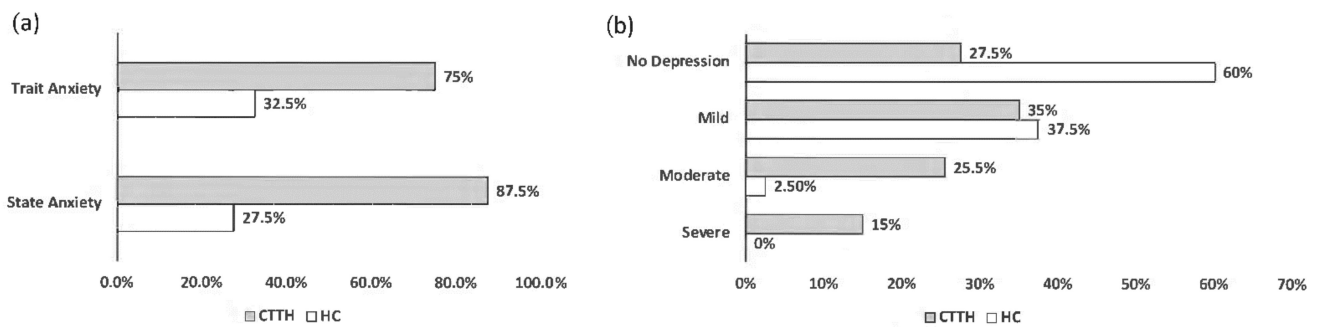 (a)
Trait Anxiety
75%
32.5%
State Anxiety
87.5%
27.5%
0.0% 20.0% 40.0% 60.0% 80.0% 100.0%
CTTH HC
(b)
No Depression
27.5%
60%
Mild
35%
37.5%
Moderate
25.5%
2.50%
Severe
15%
0%
0% 10% 20% 30% 40% 50% 60% 70%
CTTH HC